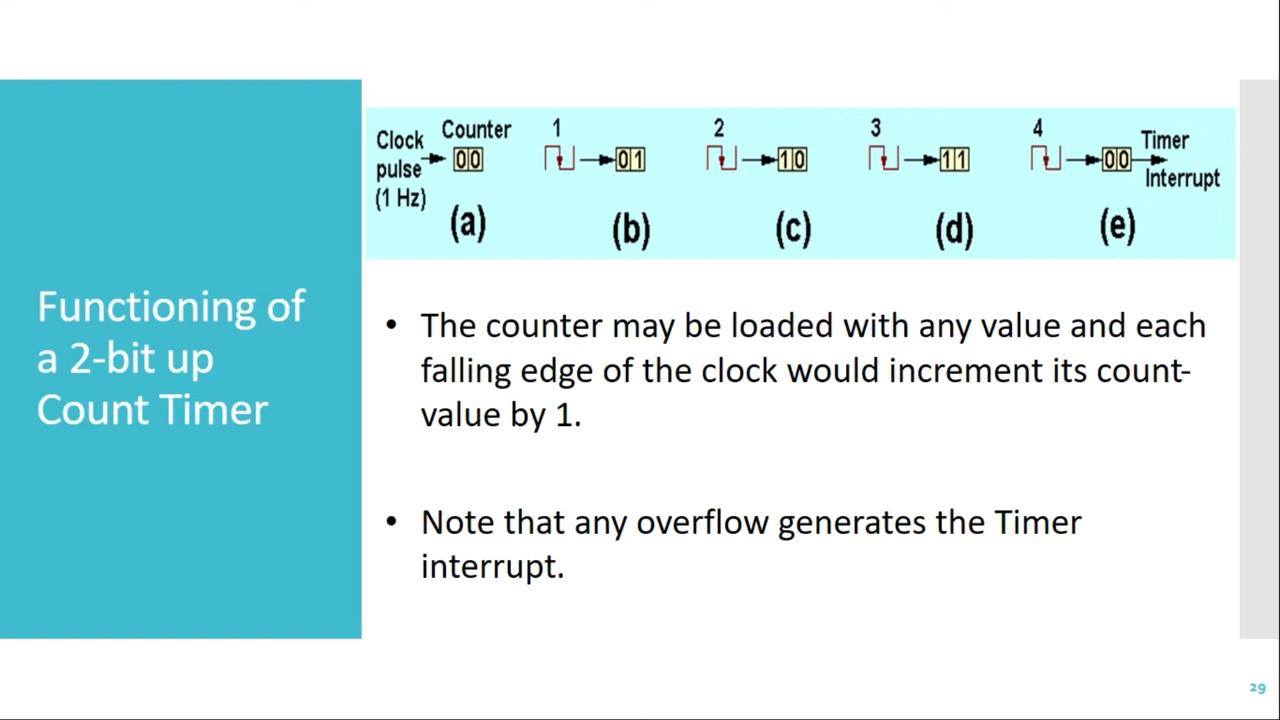 Functioning of
a 2-bit up
Count Timer
Clock
pulse
(1 Hz)
Counter
00
(a)
1
01
(b)
2
10
(c)
3
11
(d)
4
00
(e)
Timer
Interrupt
• The counter may be loaded with any value and each
falling edge of the clock would increment its count-
value by 1.
• Note that any overflow generates the Timer
interrupt.
29